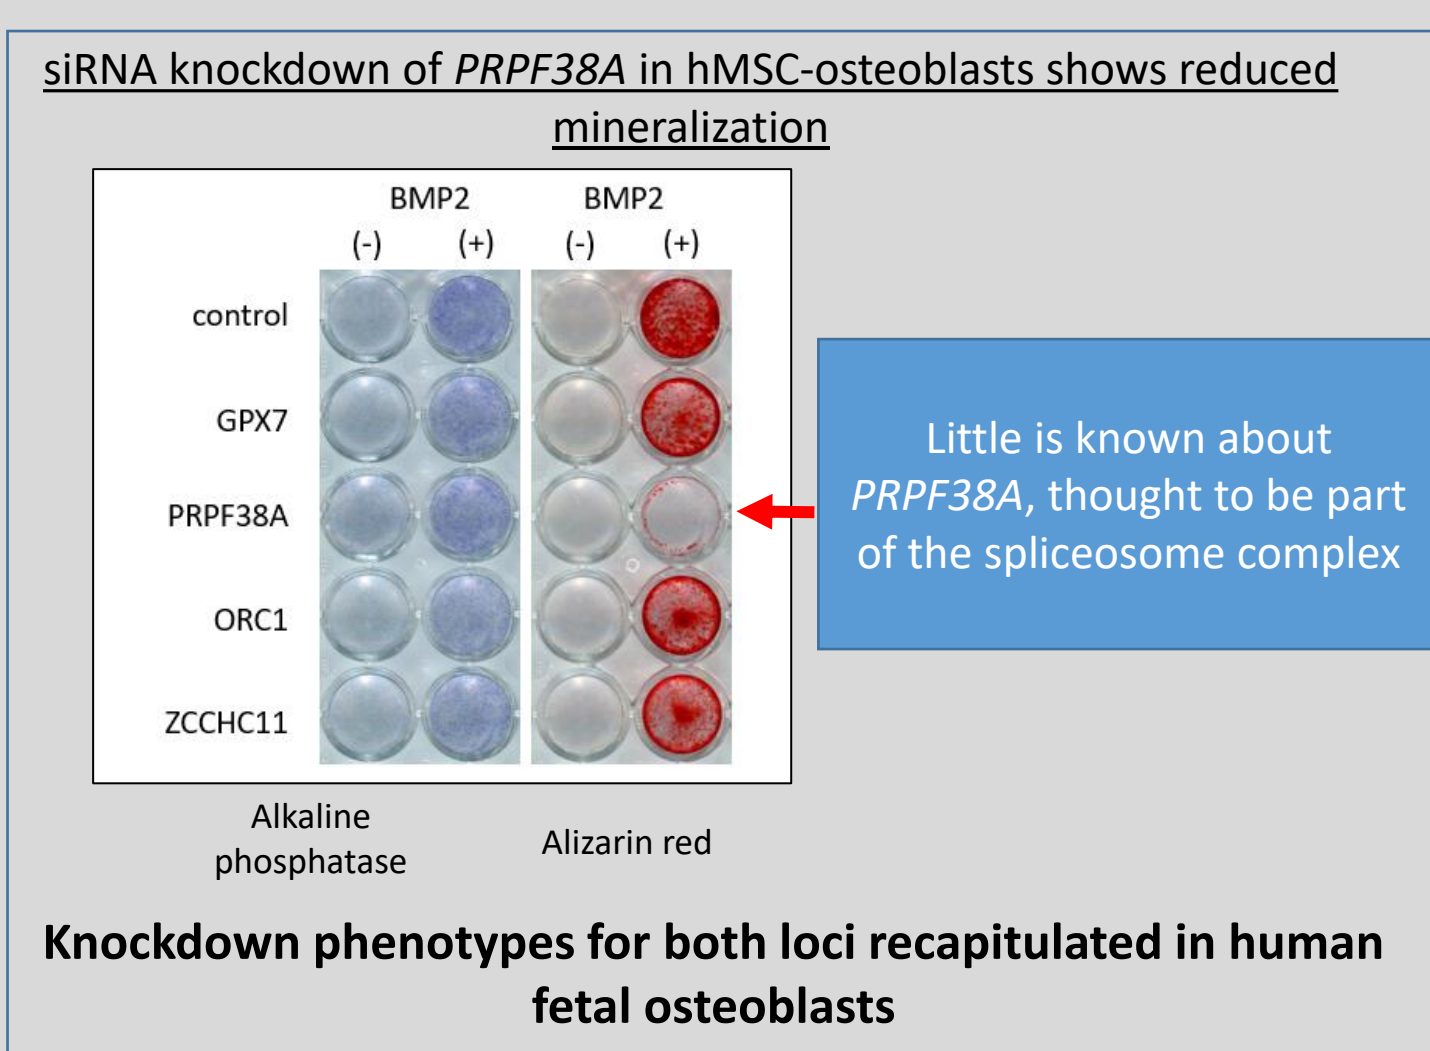 siRNA knockdown of PRPF38A in hMSC-osteoblasts shows reduced
mineralization
BMP2 BMP2
(-) (+) (-) (+)
control
GPX7
PRPF38A
ORC1
ZCCHC11
Little is known about
PRPF38A, thought to be part
of the spliceosome complex
Alkaline
phosphatase
Alizarin red
Knockdown phenotypes for both loci recapitulated in human
fetal osteoblasts